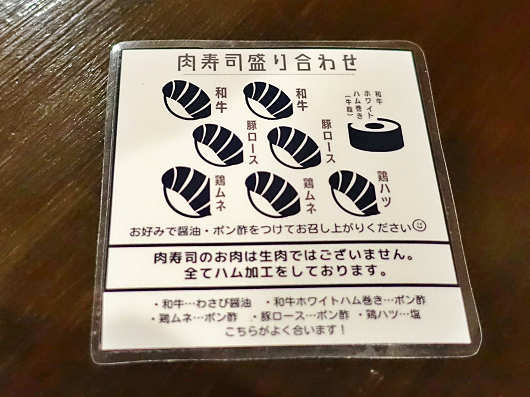 肉寿司盛り合わせ
和牛
和牛
和牛
ホワイト
ハム巻き
豚ロース
豚ロース
鶏ムネ
鶏ムネ
鶏ハツ
お好みで醤油・ポン酢をつけてお召し上がりください
肉寿司のお肉は生肉ではございません。
全てハム加工をしております。
・和牛…わさび醤油 ・和牛ホワイトハム巻き…ポン酢
・鶏ムネ…ポン酢 ・豚ロース…ポン酢 ・鶏ハツ…塩
こちらがよく合います！